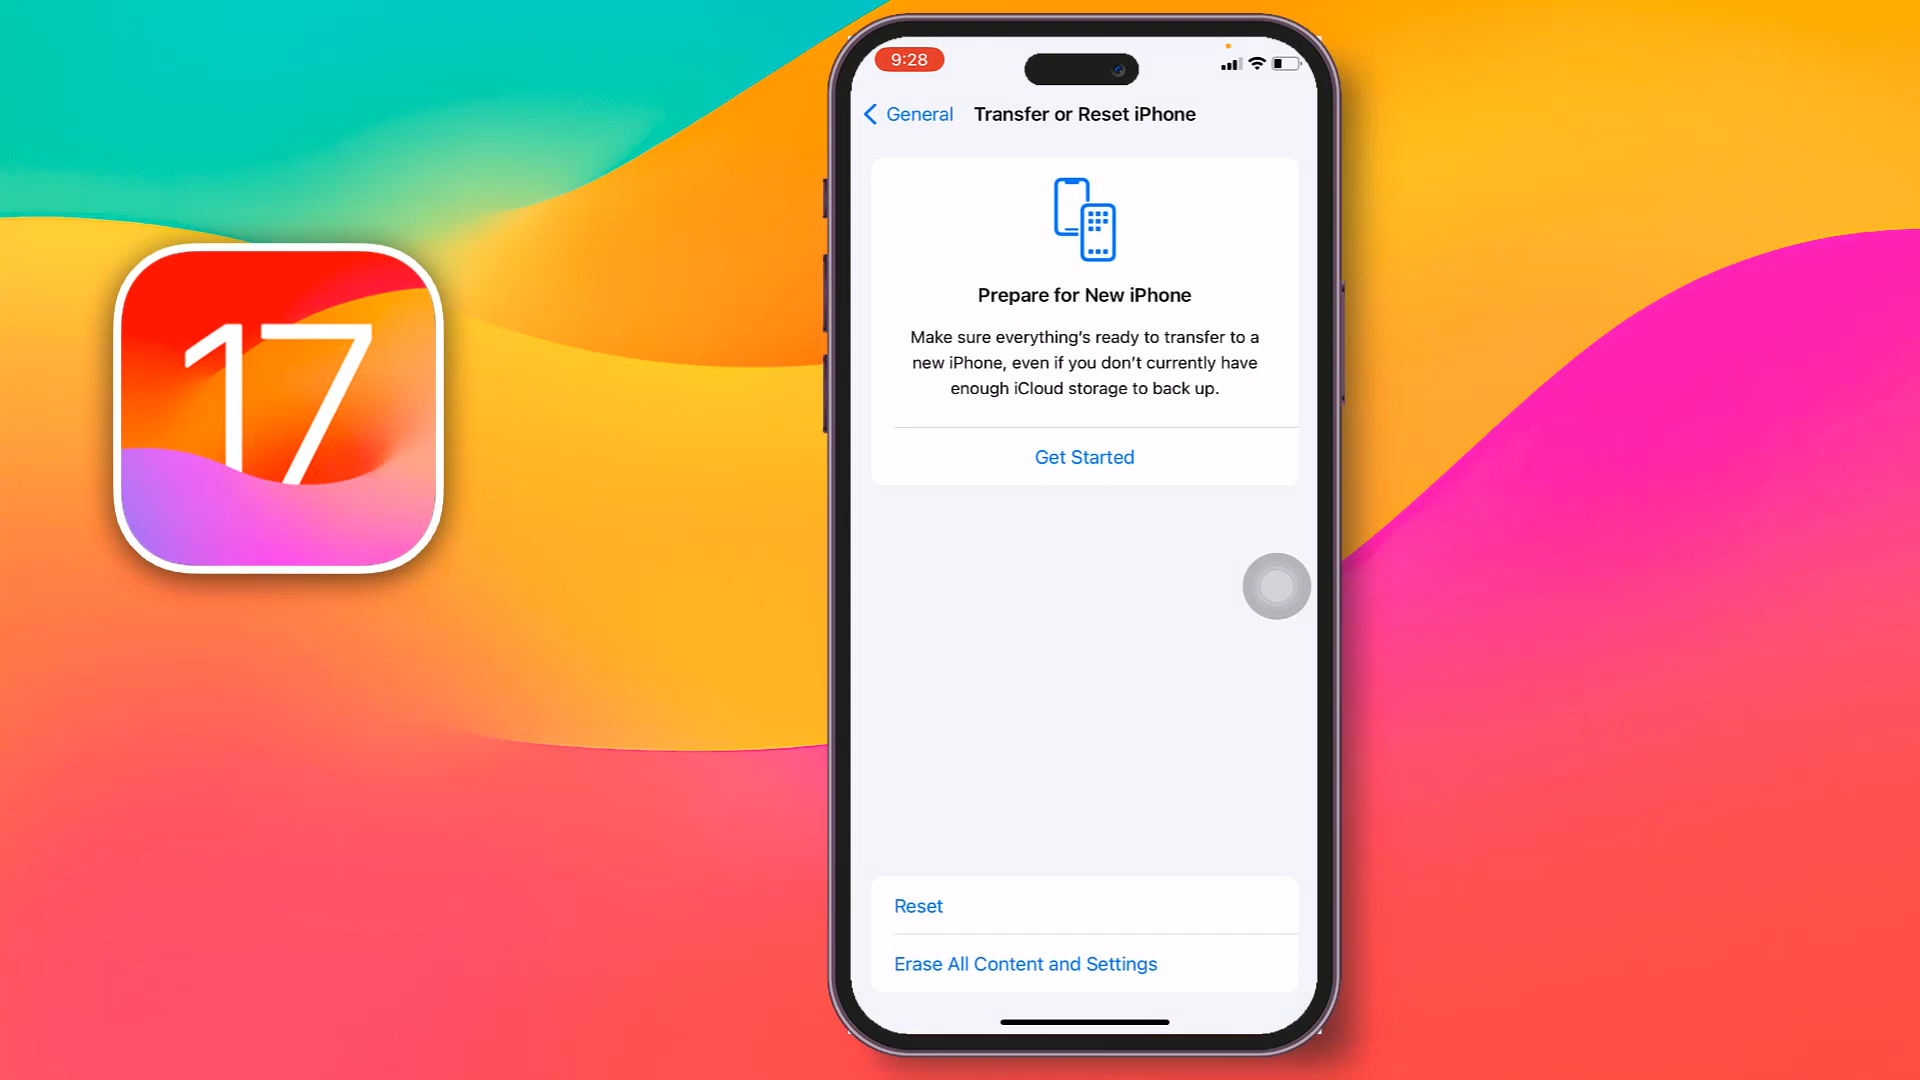 9:28
General
Transfer or Reset iPhone
17
Prepare for New iPhone
Make sure everything's ready to transfer to a
new iPhone, even if you don't currently have
enough iCloud storage to back up.
Get Started
Reset
Erase All Content and Settings